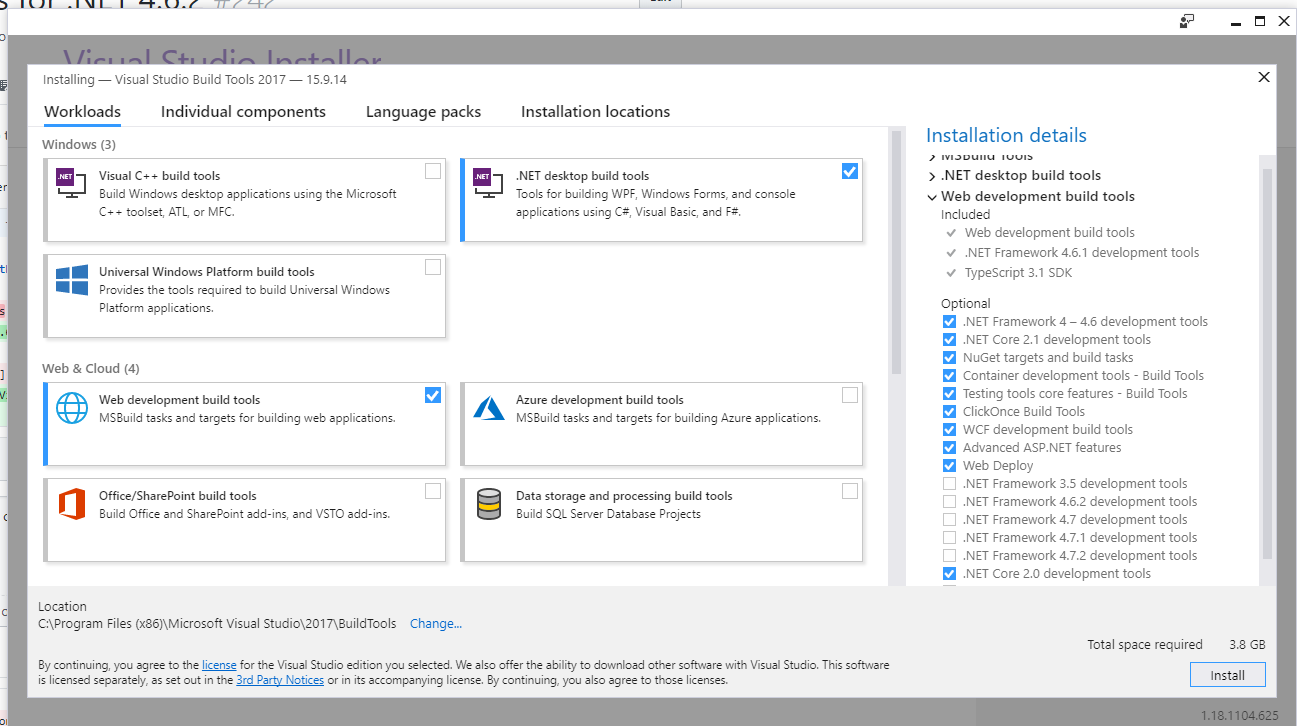 s for .NET 4.6.2 #242
Visual Studio Installer
Installing — Visual Studio Build Tools 2017 — 15.9.14
Workloads
Individual components
Language packs
Installation locations
Windows (3)
.NET
Visual C++ build tools
Build Windows desktop applications using the Microsoft
C++ toolset, ATL, or MFC.
.NET
.NET desktop build tools
Tools for building WPF, Windows Forms, and console
applications using C#, Visual Basic, and F#.
Universal Windows Platform build tools
Provides the tools required to build Universal Windows
Platform applications.
Web & Cloud (4)
Web development build tools
MSBuild tasks and targets for building web applications.
Azure development build tools
MSBuild tasks and targets for building Azure applications.
Office/SharePoint build tools
Build Office and SharePoint add-ins, and VSTO add-ins.
Data storage and processing build tools
Build SQL Server Database Projects
Installation details
MSBuild Tools
.NET desktop build tools
Web development build tools
Included
Web development build tools
.NET Framework 4.6.1 development tools
TypeScript 3.1 SDK
Optional
.NET Framework 4 – 4.6 development tools
.NET Core 2.1 development tools
NuGet targets and build tasks
Container development tools - Build Tools
Testing tools core features - Build Tools
ClickOnce Build Tools
WCF development build tools
Advanced ASP.NET features
Web Deploy
.NET Framework 3.5 development tools
.NET Framework 4.6.2 development tools
.NET Framework 4.7 development tools
.NET Framework 4.7.1 development tools
.NET Framework 4.7.2 development tools
.NET Core 2.0 development tools
Location
C:\Program Files (x86)\Microsoft Visual Studio\2017\BuildTools Change...
Total space required 3.8 GB
By continuing, you agree to the license for the Visual Studio edition you selected. We also offer the ability to download other software with Visual Studio. This software
is licensed separately, as set out in the 3rd Party Notices or in its accompanying license. By continuing, you also agree to those licenses.
Install
1.18.1104.625